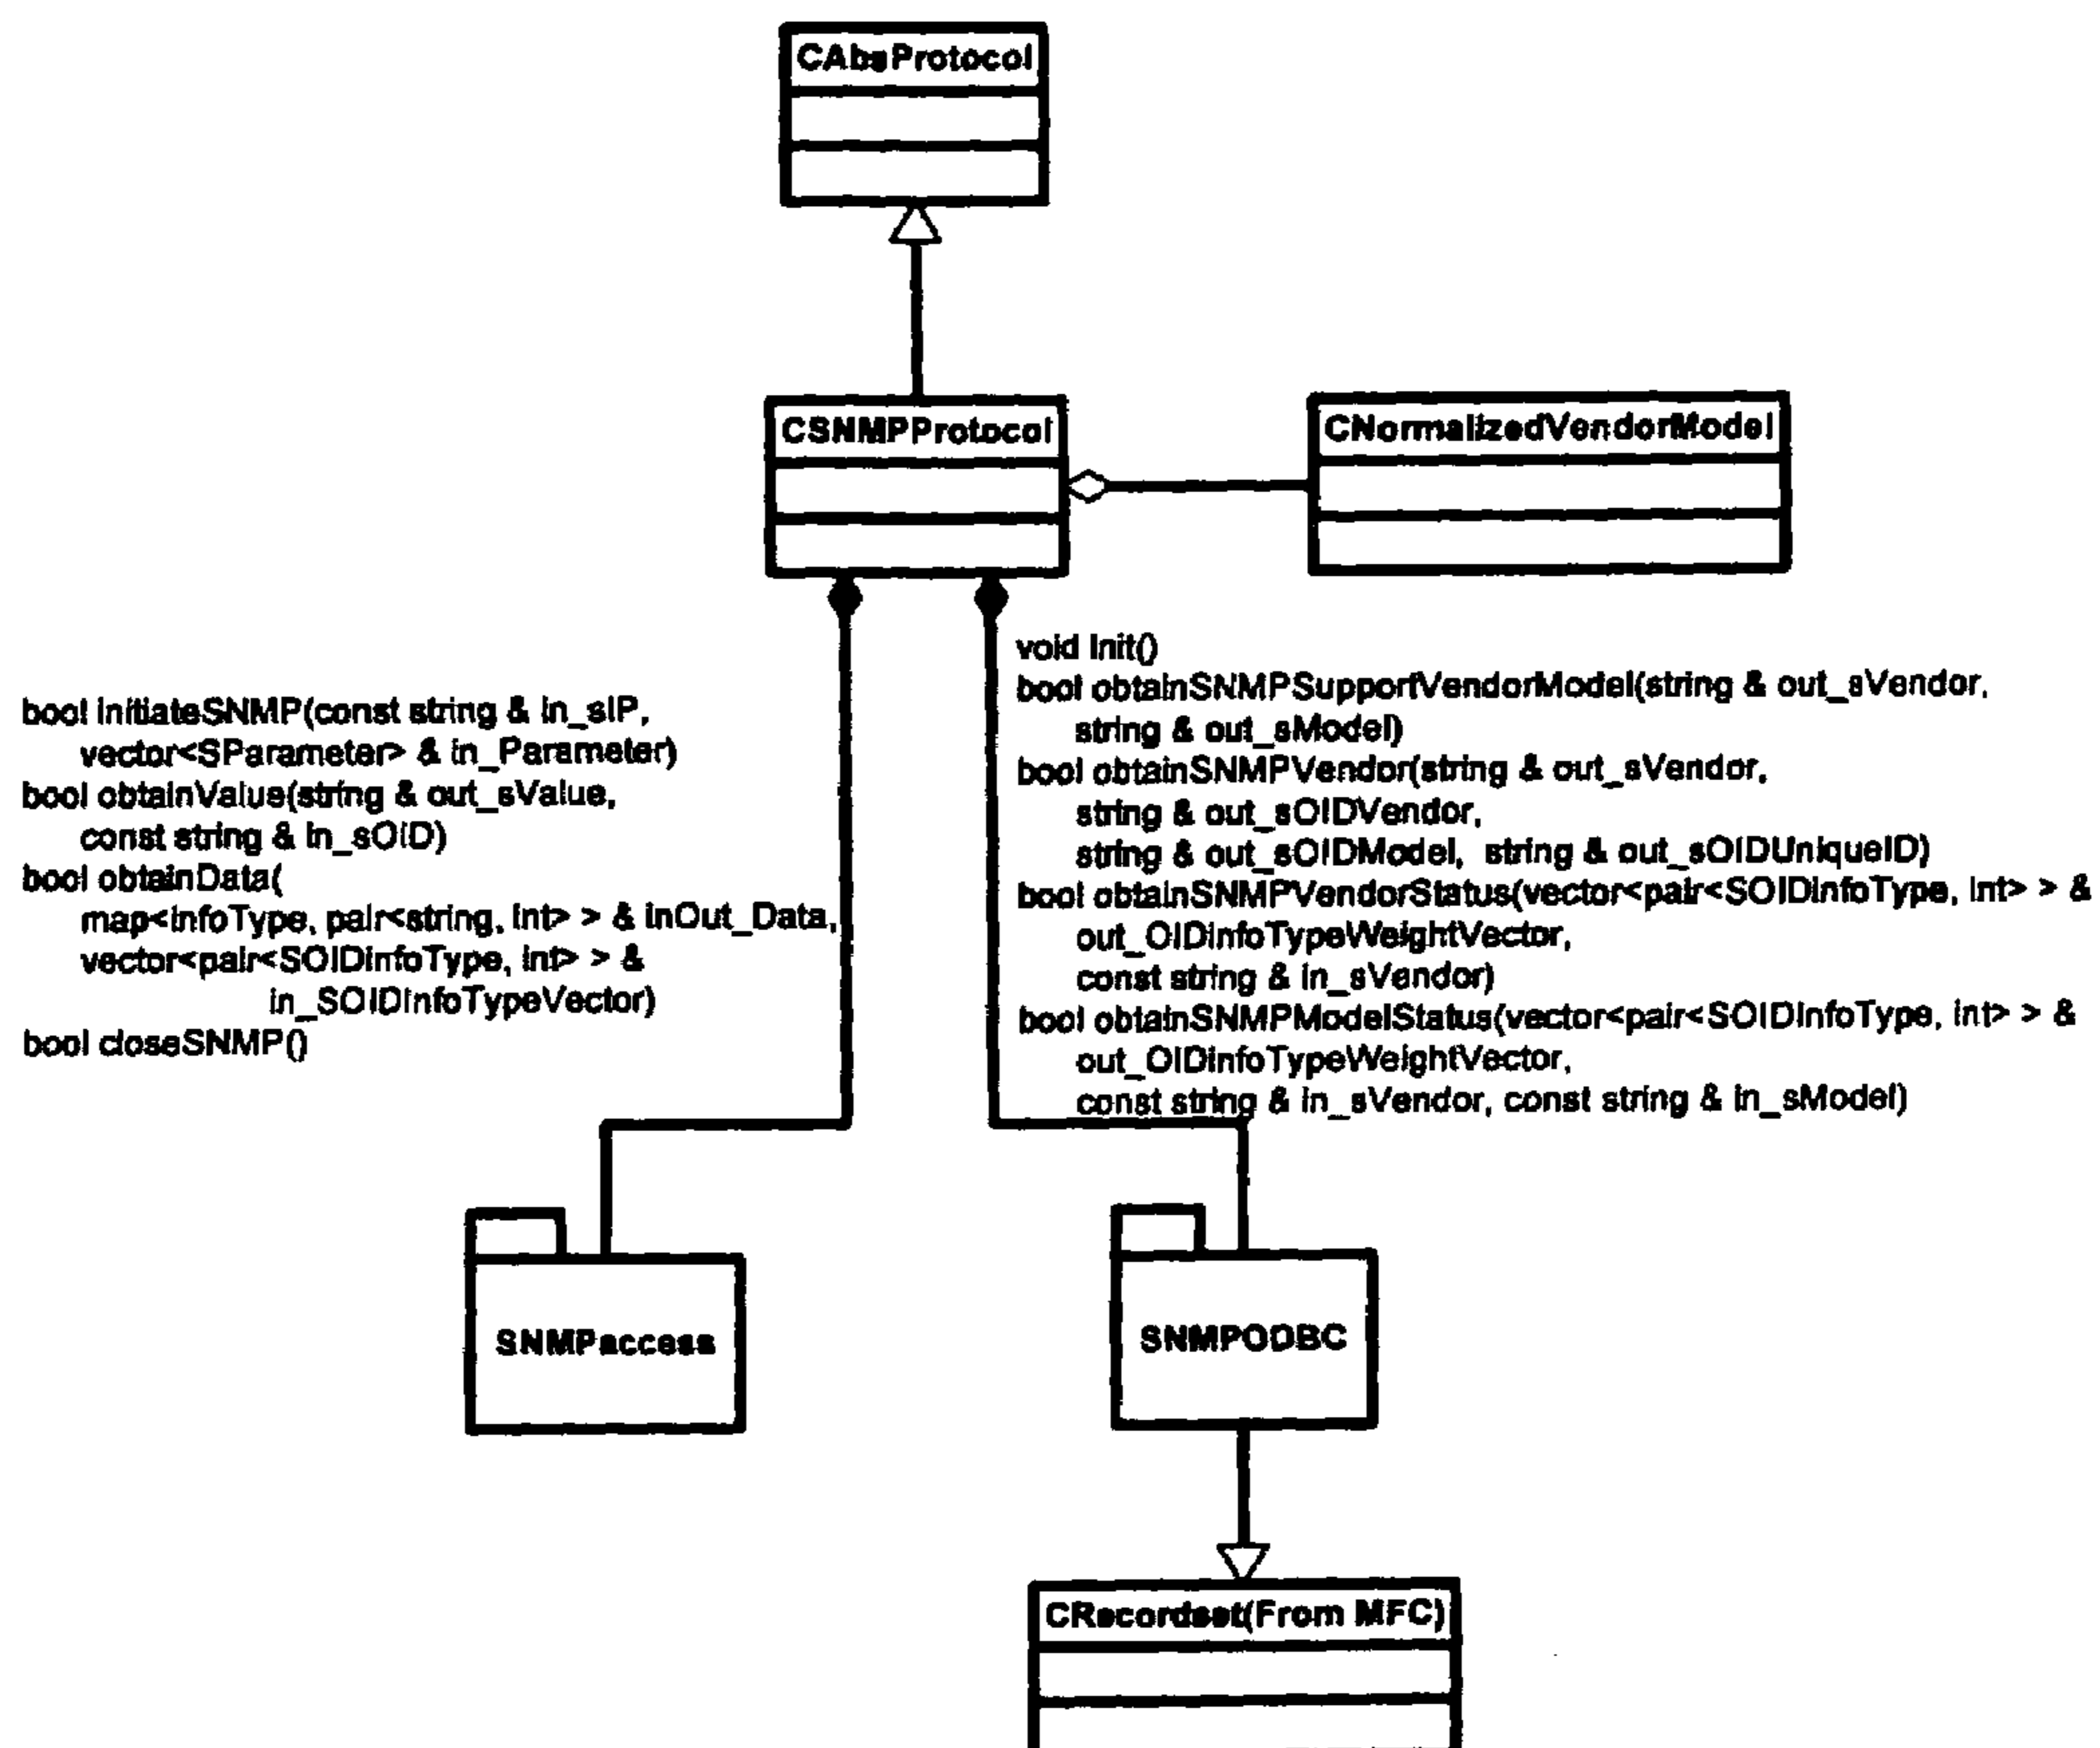 CAbsProtocol
CSNMPProtocol
CNormalizedVendorModel
bool initiateSNMP(const string & in_sIP,
vector<SParameter> & in_Parameter)
bool obtainValue(string & out_sValue,
const string & in_sOID)
bool obtainData(
map<infoType, pair<string, int> > & inOut_Data,
vector<pair<SOIDinfoType, int> > &
in_SOIDinfoTypeVector)
bool closeSNMP()
void Init()
bool obtainSNMPSupportVendorModel(string & out_sVendor,
string & out_sModel)
bool obtainSNMPVendor(string & out_sVendor,
string & out_sOIDVendor,
string & out_sOIDModel, string & out_sOIDUniqueID)
bool obtainSNMPVendorStatus(vector<pair<SOIDinfoType, int> > &
out_OIDinfoTypeWeightVector,
const string & in_sVendor)
bool obtainSNMPModelStatus(vector<pair<SOIDinfoType, int> > &
out_OIDinfoTypeWeightVector,
const string & in_sVendor, const string & in_sModel)
SNMPaccess
SNMPODBC
CRecordset(From MFC)